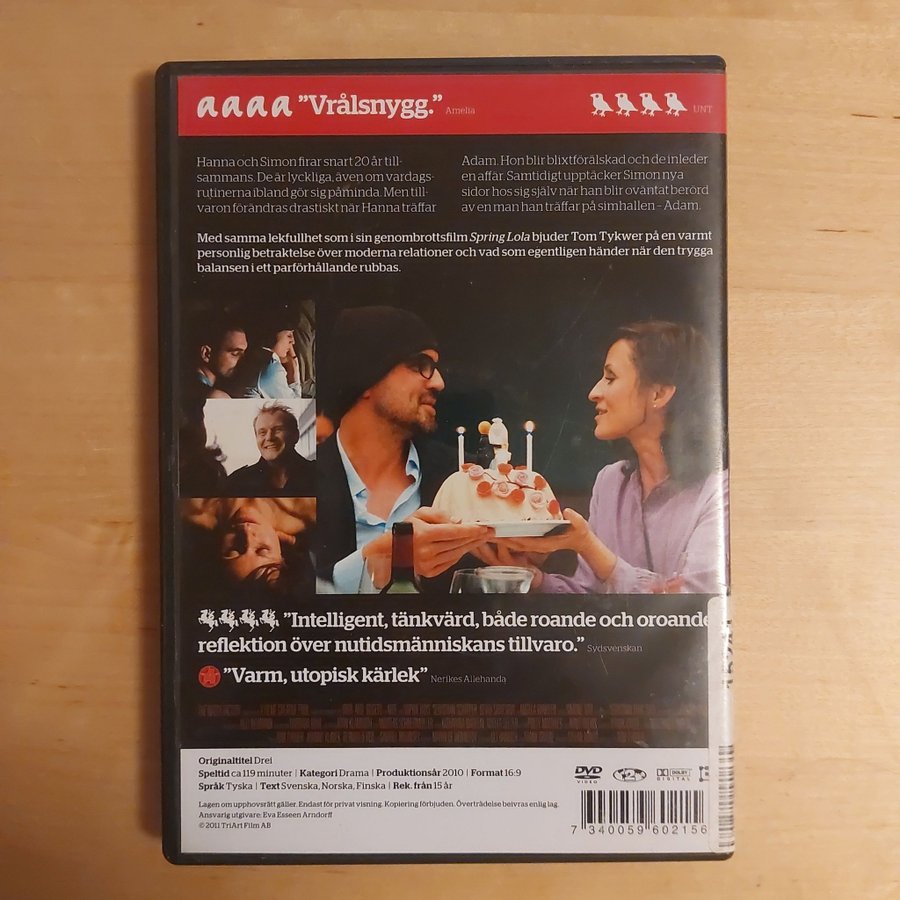 aaaa "Vrålsnygg." Amelia
UNT
Hanna och Simon firar snart 20 år till-
sammans. De är lyckliga, även om vardags-
rutinerna ibland gör sig påminda. Men till-
varon förändras drastiskt när Hanna träffar
Adam. Hon blir blixtförälskad och de inleder
en affär. Samtidigt upptäcker Simon nya
sidor hos sig själv när han blir oväntat berörd
av en man han träffar på simhallen – Adam.
Med samma lekfullhet som i sin genombrottsfilm Spring Lola bjuder Tom Tykwer på en varmt
personlig betraktelse över moderna relationer och vad som egentligen händer när den trygga
balansen i ett parförhållande rubbas.
"Intelligent, tänkvärd, både roande och oroande
reflektion över nutidsmänniskans tillvaro." Sydsvenskan
"Varm, utopisk kärlek" Nerikes Allehanda
Originaltitel Drei
Speltid ca 119 minuter | Kategori Drama | Produktionsår 2010 | Format 16:9
Språk Tyska | Text Svenska, Norska, Finska | Rek. från 15 år
Lagen om upphovsrätt gäller. Endast för privat visning. Kopiering förbjuden. Överträdelse beivras enlig lag.
Ansvarig utgivare: Eva Esseen Arndorff
© 2011 TriArt Film AB
DVD
VIDEO
2
DOLBY
DIGITAL
7 340059 602156